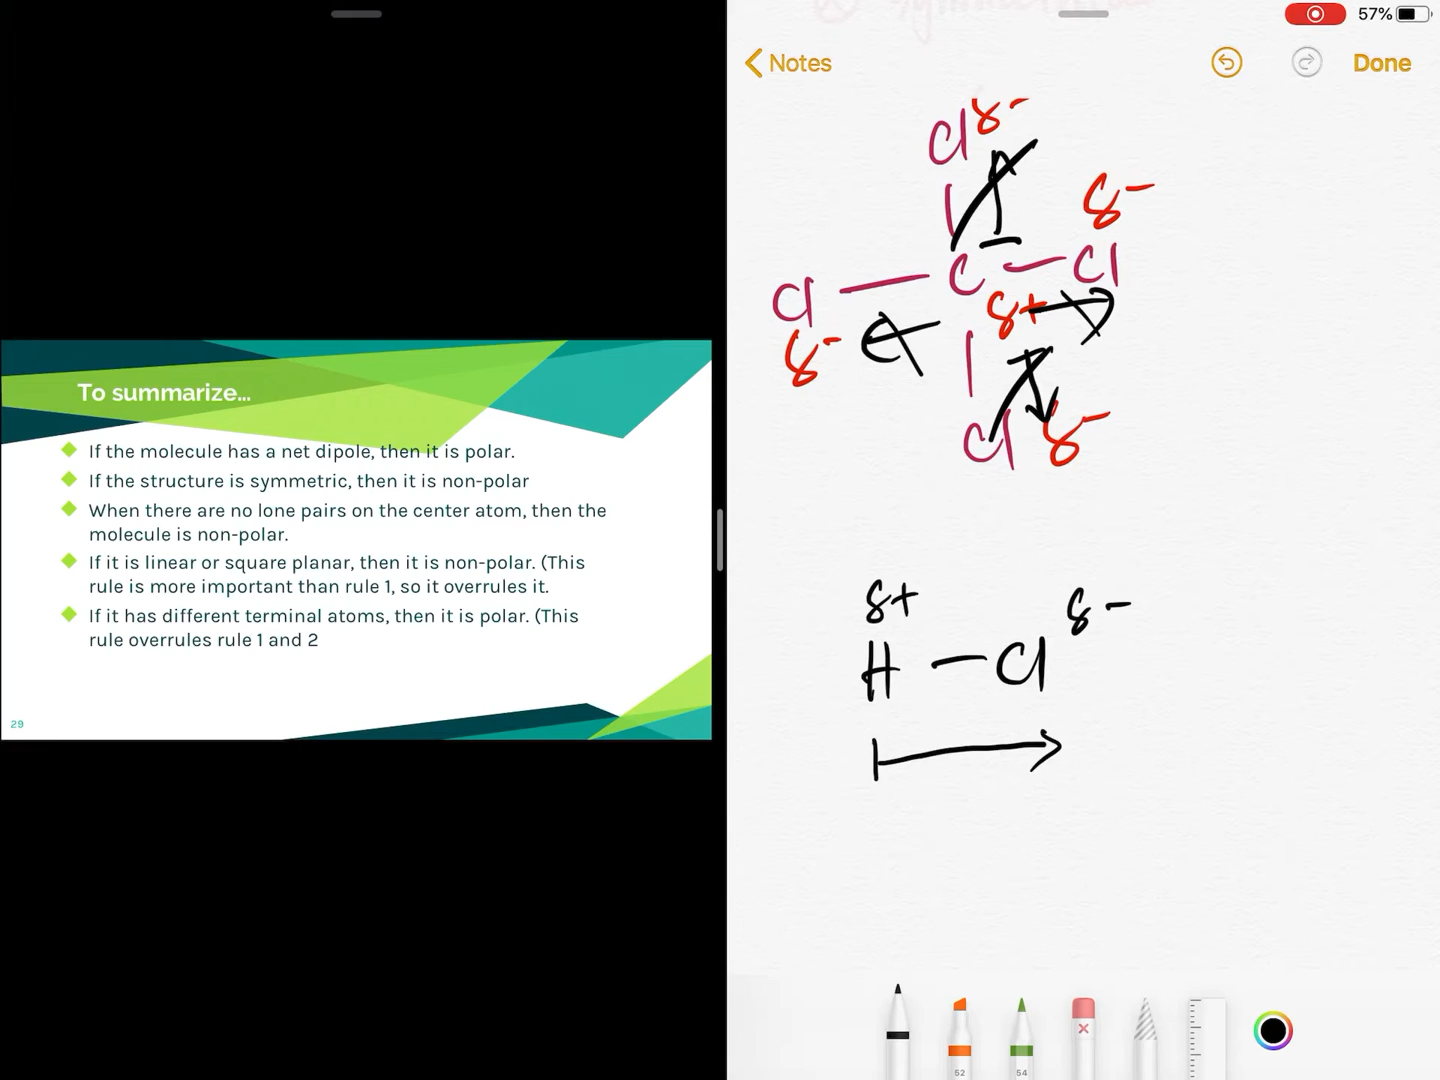 57%
Notes
Done
To summarize...
If the molecule has a net dipole, then it is polar.
If the structure is symmetric, then it is non-polar
When there are no lone pairs on the center atom, then the
molecule is non-polar.
If it is linear or square planar, then it is non-polar. (This
rule is more important than rule 1, so it overrules it.
If it has different terminal atoms, then it is polar. (This
rule overrules rule 1 and 2
29
Cl δ-
δ-
Cl — C — Cl
δ- δ+
Cl δ-
δ+ δ-
H — Cl
52
54